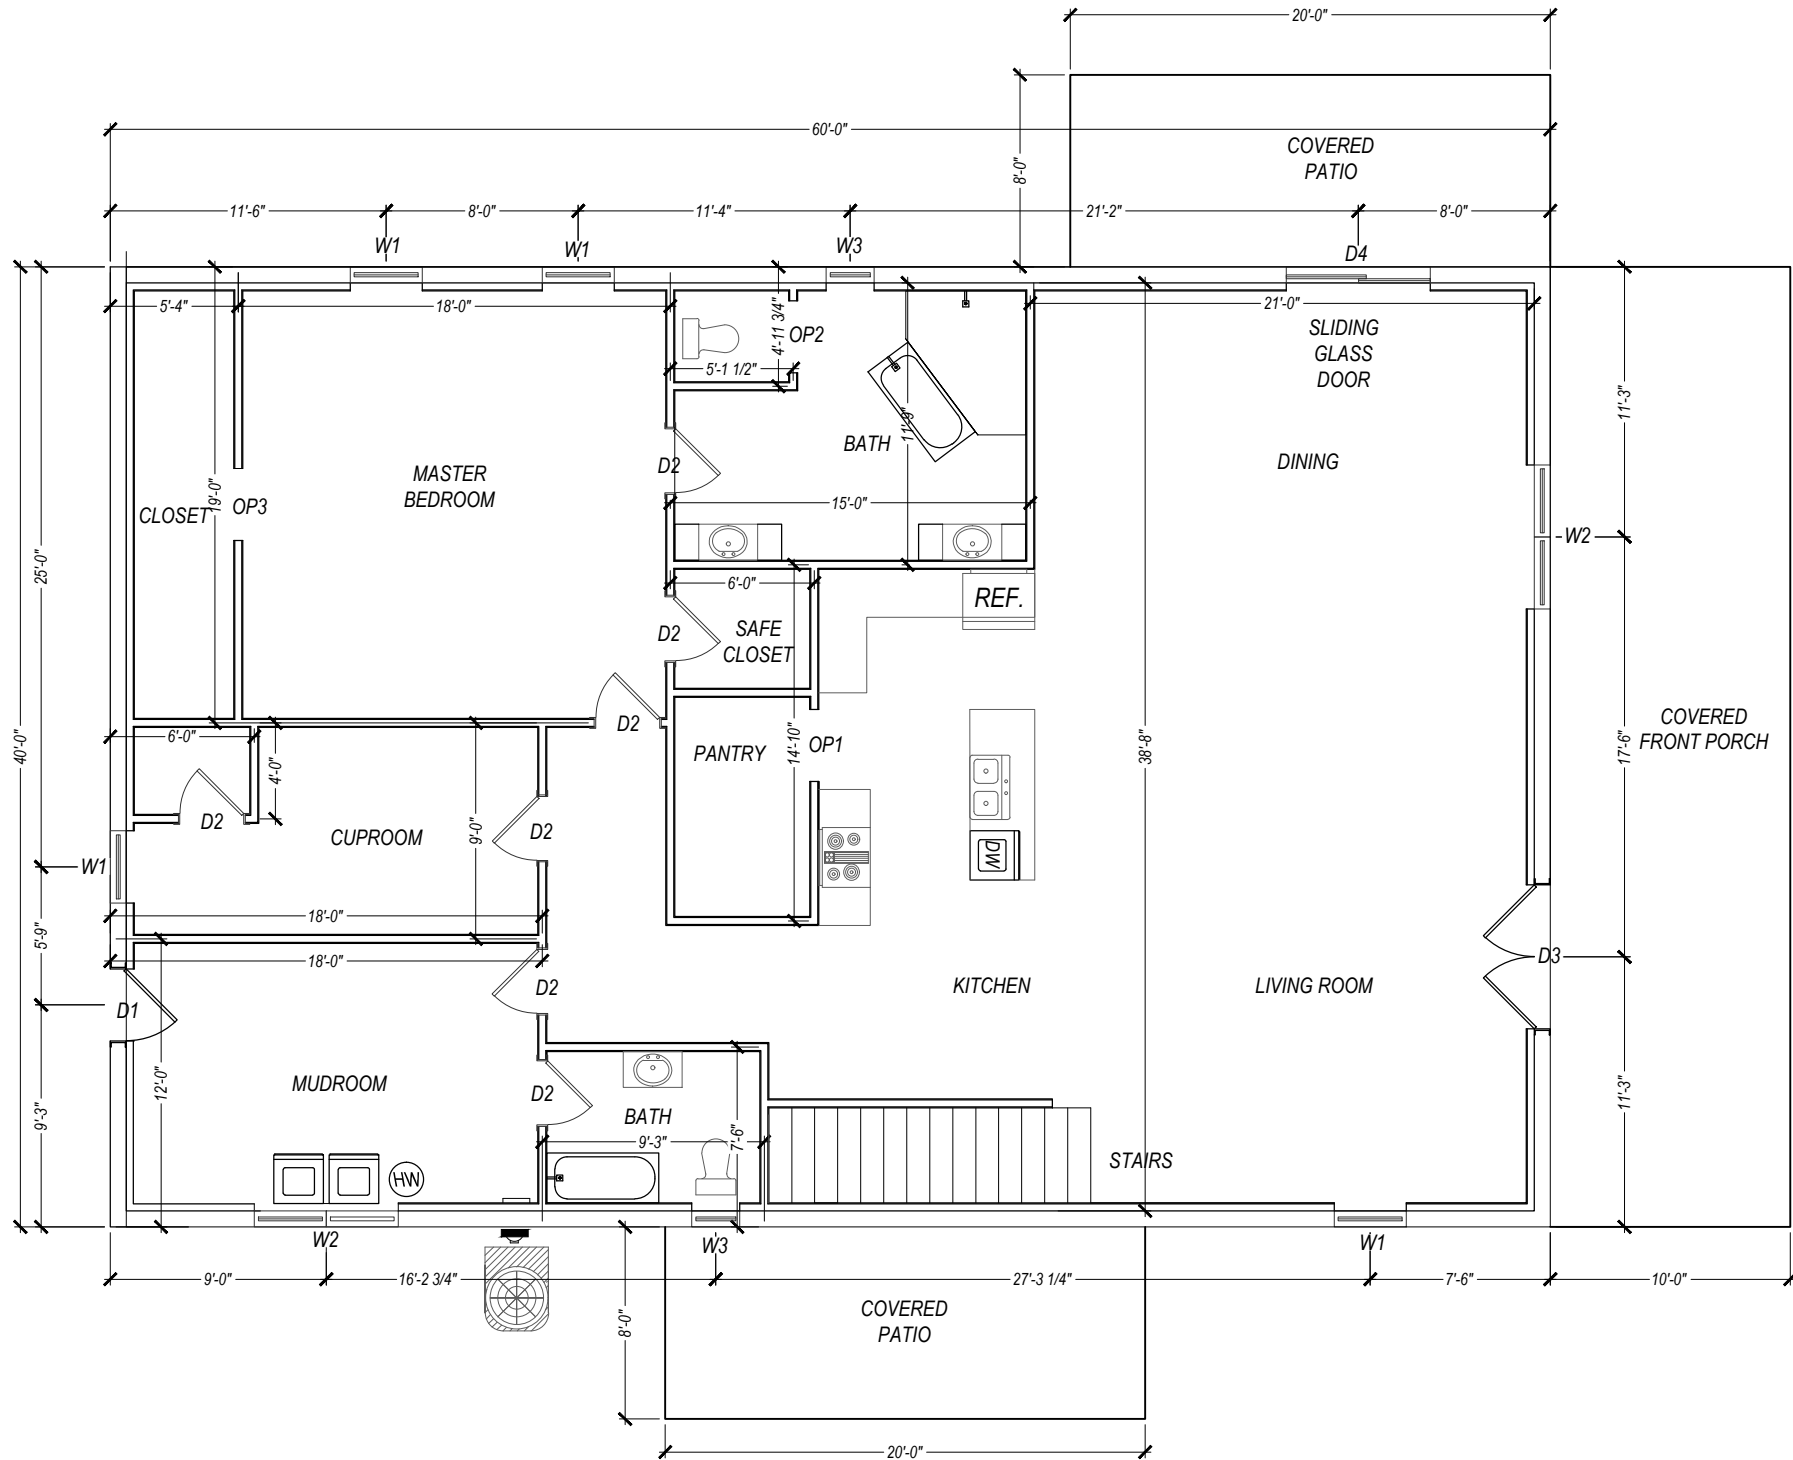 20'-0"
60'-0"
8'-0"
COVERED
PATIO
11'-6"
8'-0"
11'-4"
21'-2"
8'-0"
W1
W1
W3
D4
5'-4"
18'-0"
4'-11 3/4"
OP2
21'-0"
SLIDING
GLASS
DOOR
5'-1 1/2"
11'-3"
11'-9"
BATH
DINING
MASTER
BEDROOM
D2
19'-0"
CLOSET
OP3
15'-0"
W2
25'-0"
6'-0"
REF.
SAFE
CLOSET
D2
D2
COVERED
FRONT PORCH
40'-0"
6'-0"
4'-0"
PANTRY
14'-10"
OP1
38'-8"
17'-6"
D2
CUPROOM
9'-0"
D2
DW
W1
18'-0"
5'-9"
18'-0"
D3
D1
D2
KITCHEN
LIVING ROOM
MUDROOM
12'-0"
D2
BATH
9'-3"
7'-6"
9'-3"
11'-3"
HW
STAIRS
W2
W3
W1
9'-0"
16'-2 3/4"
27'-3 1/4"
7'-6"
10'-0"
8'-0"
COVERED
PATIO
20'-0"